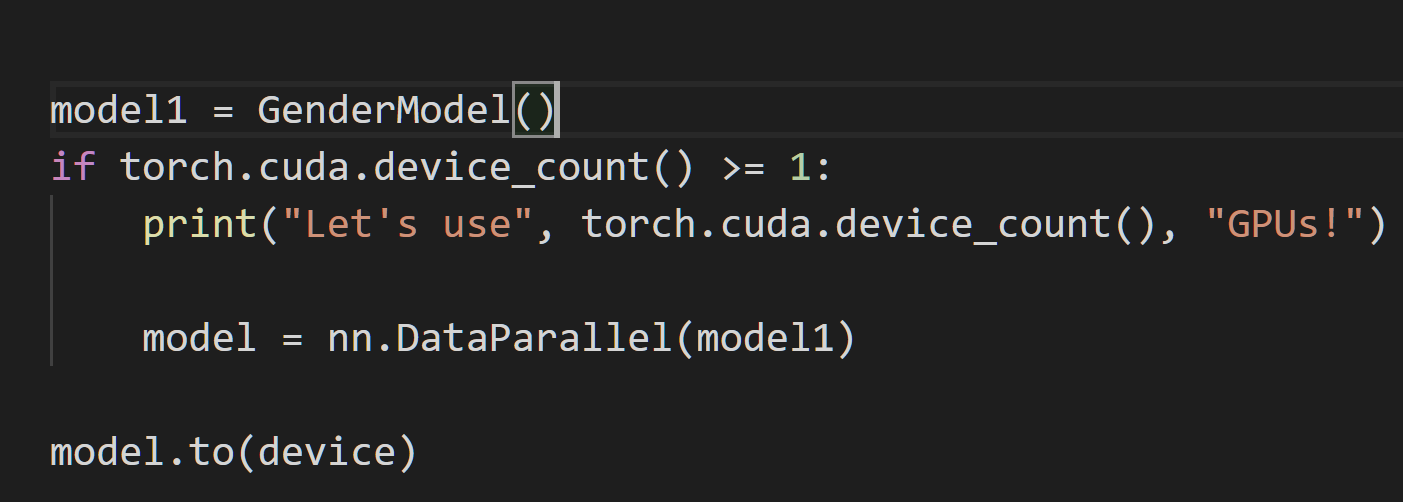 model1 = GenderModel()
if torch.cuda.device_count() >= 1:
    print("Let's use", torch.cuda.device_count(), "GPUs!")
    model = nn.DataParallel(model1)
model.to(device)